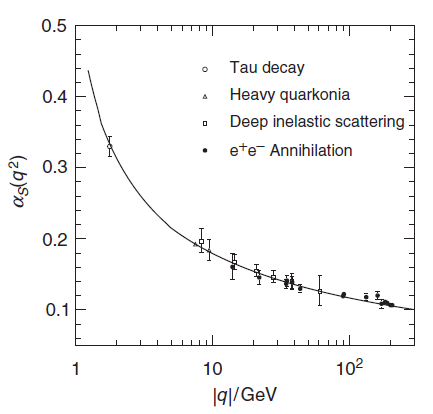 0.5
0.4
0.3
0.2
0.1
αS(q²)
Tau decay
Heavy quarkonia
Deep inelastic scattering
e⁺e⁻ Annihilation
1
10
10²
|q|/GeV